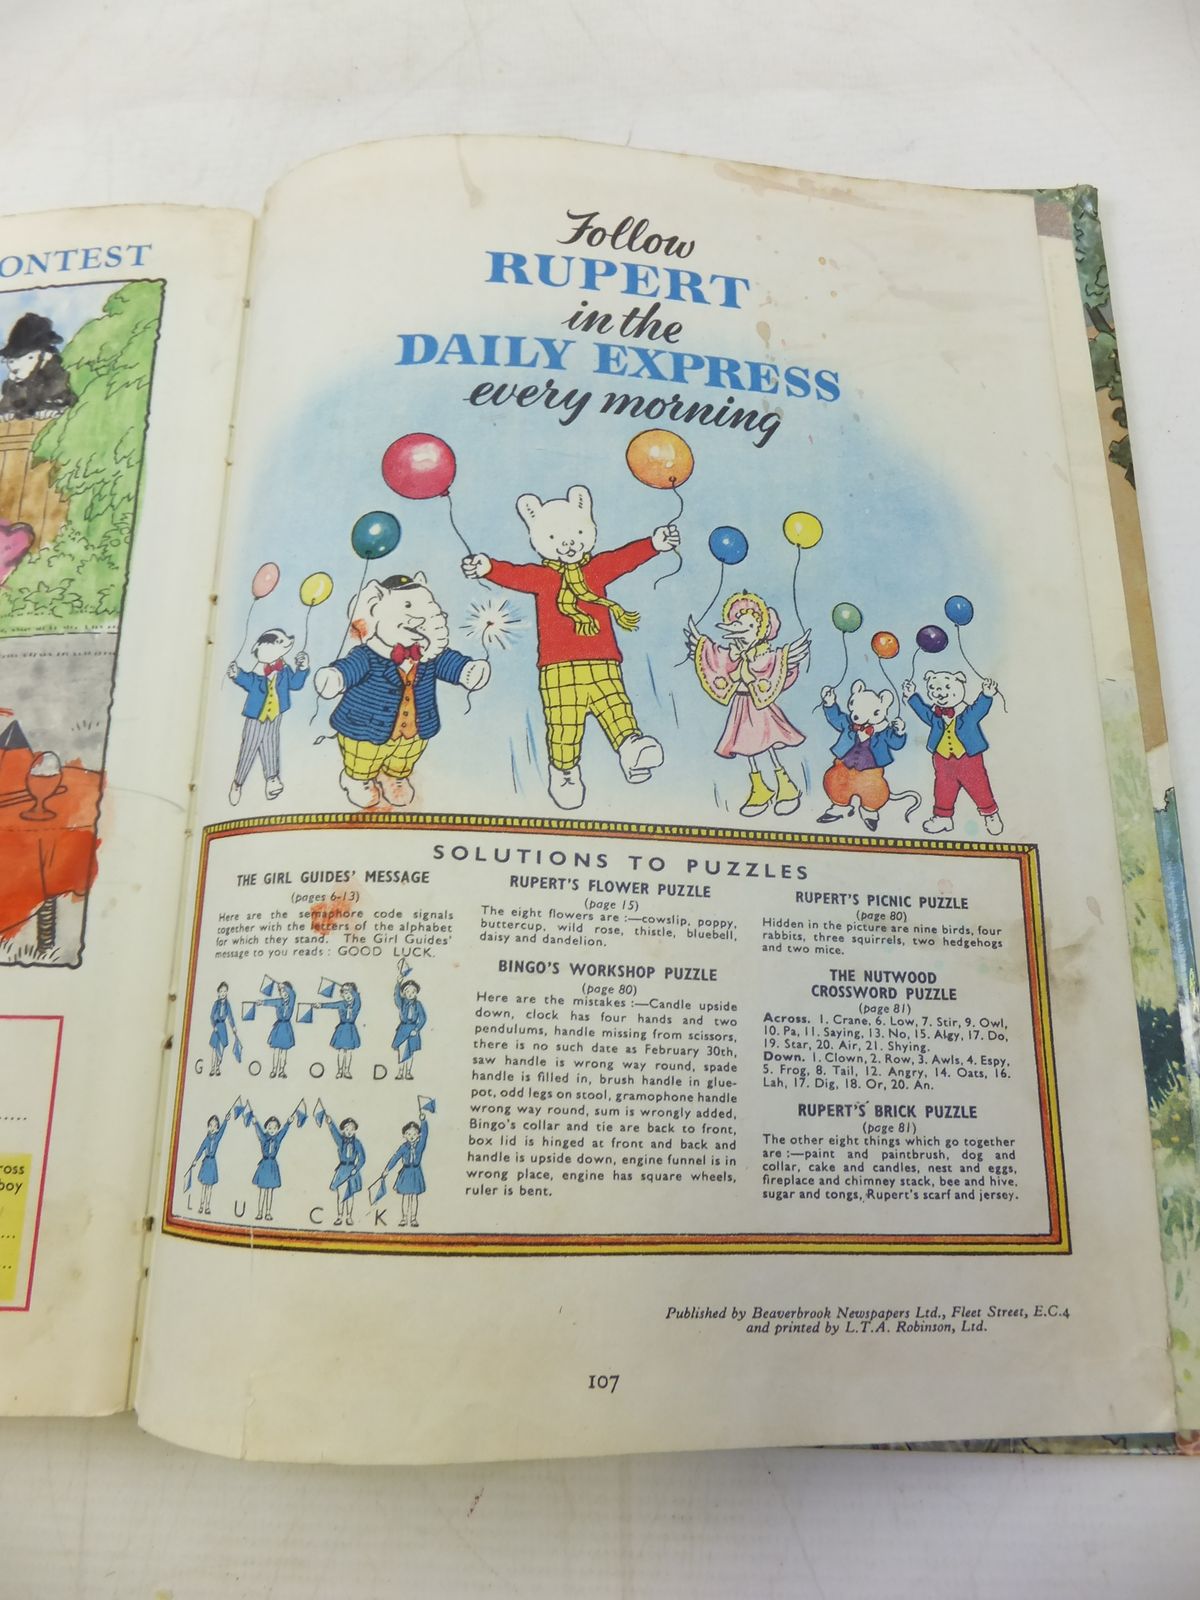 ONTEST
ross
boy
Follow
RUPERT
in the
DAILY EXPRESS
every morning
SOLUTIONS TO PUZZLES
THE GIRL GUIDES' MESSAGE
(pages 6-13)
Here are the semaphore code signals
together with the letters of the alphabet
for which they stand. The Girl Guides'
message to you reads : GOOD LUCK.
G O O D
L U C K
RUPERT'S FLOWER PUZZLE
(page 15)
The eight flowers are :—cowslip, poppy,
buttercup, wild rose, thistle, bluebell,
daisy and dandelion.
BINGO'S WORKSHOP PUZZLE
(page 80)
Here are the mistakes :—Candle upside
down, clock has four hands and two
pendulums, handle missing from scissors,
there is no such date as February 30th,
saw handle is wrong way round, spade
handle is filled in, brush handle in glue-
pot, odd legs on stool, gramophone handle
wrong way round, sum is wrongly added,
Bingo's collar and tie are back to front,
box lid is hinged at front and back and
handle is upside down, engine funnel is in
wrong place, engine has square wheels,
ruler is bent.
RUPERT'S PICNIC PUZZLE
(page 80)
Hidden in the picture are nine birds, four
rabbits, three squirrels, two hedgehogs
and two mice.
THE NUTWOOD
CROSSWORD PUZZLE
(page 81)
Across. 1. Crane, 6. Low, 7. Stir, 9. Owl,
10. Pa, 11. Saying, 13. No, 15. Algy, 17. Do,
19. Star, 20. Air, 21. Shying.
Down. 1. Clown, 2. Row, 3. Awls, 4. Espy,
5. Frog, 8. Tail, 12. Angry, 14. Oats, 16.
Lah, 17. Dig, 18. Or, 20. An.
RUPERT'S BRICK PUZZLE
(page 81)
The other eight things which go together
are :—paint and paintbrush, dog and
collar, cake and candles, nest and eggs,
fireplace and chimney stack, bee and hive,
sugar and tongs, Rupert's scarf and jersey.
Published by Beaverbrook Newspapers Ltd., Fleet Street, E.C.4
and printed by L.T.A. Robinson, Ltd.
107